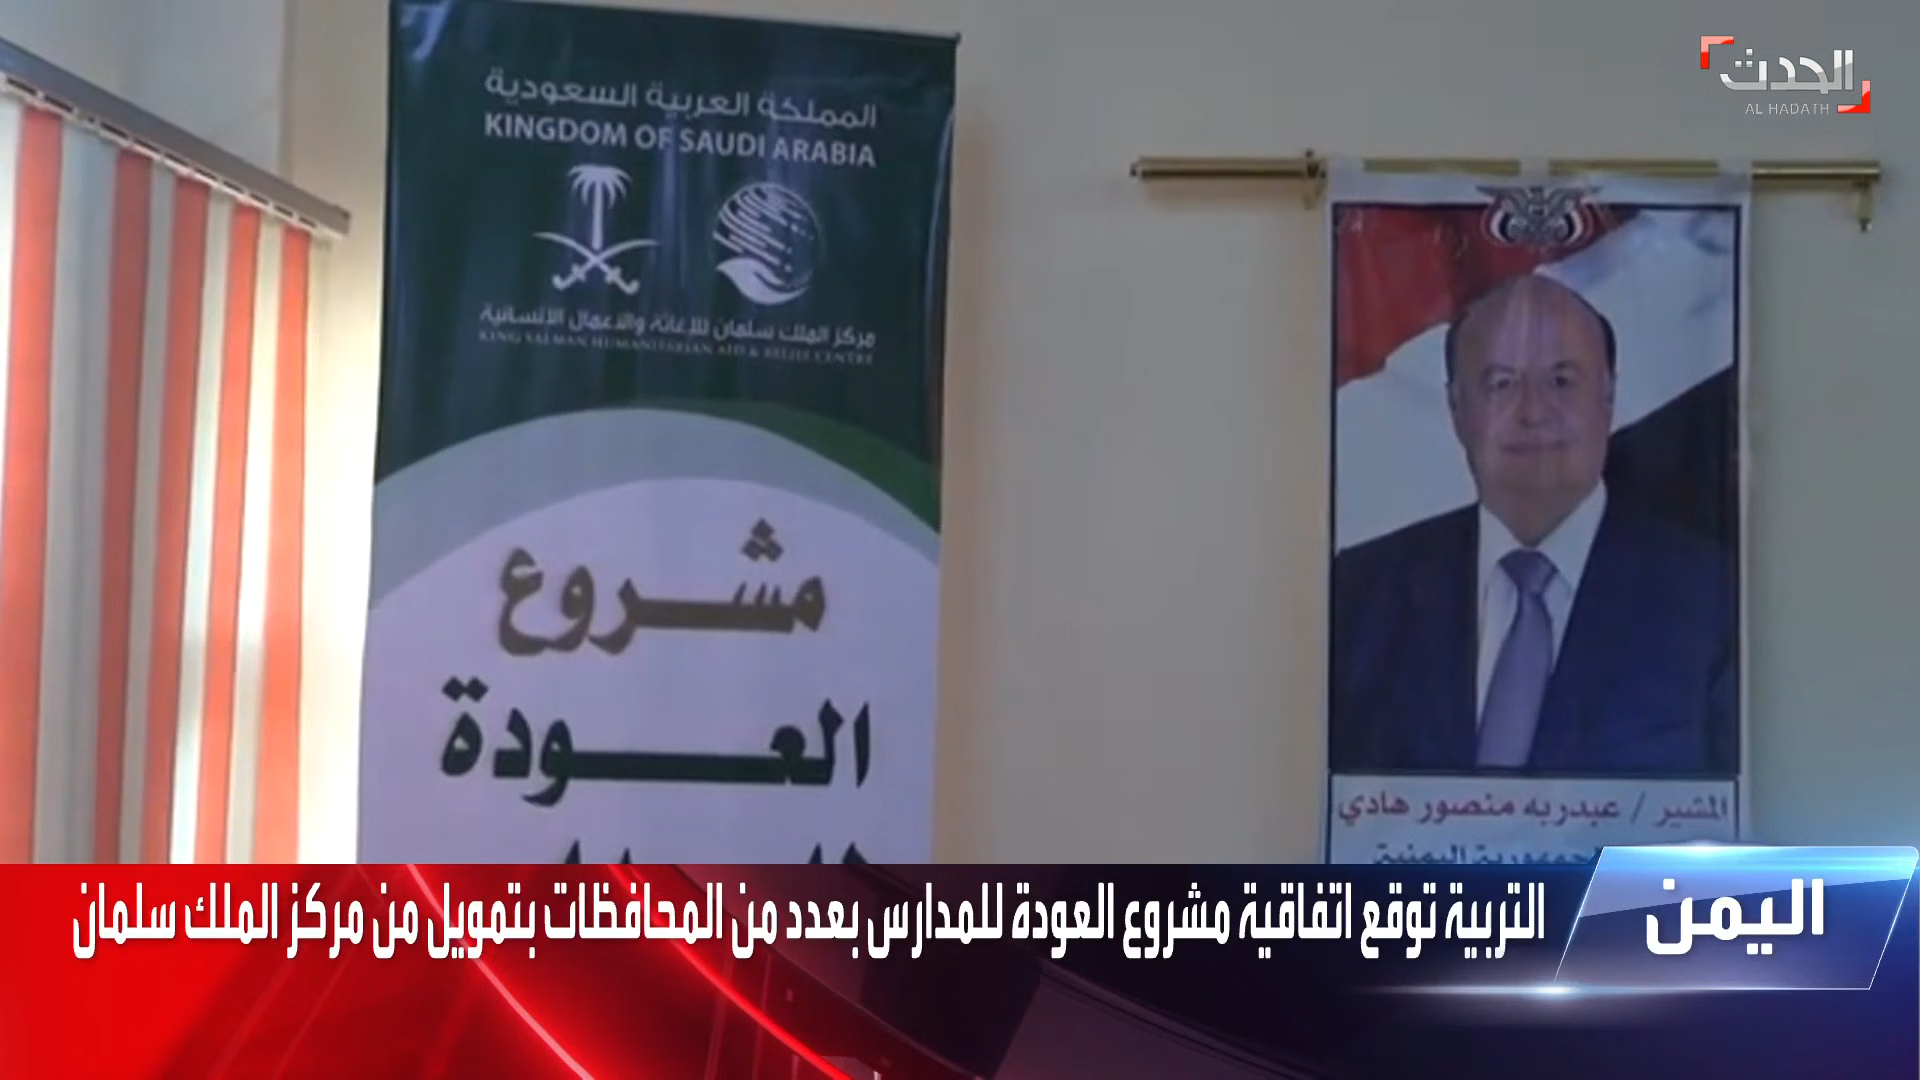 الحدث
AL HADATH
المملكة العربية السعودية
KINGDOM OF SAUDI ARABIA
مركز الملك سلمان للإغاثة والأعمال الإنسانية
KING SALMAN HUMANITARIAN AID & RELIEF CENTRE
مشروع
العودة
المشير / عبدربه منصور هادي
الجمهورية اليمنية
اليمن
التربية توقع اتفاقية مشروع العودة للمدارس بعدد من المحافظات بتمويل من مركز الملك سلمان